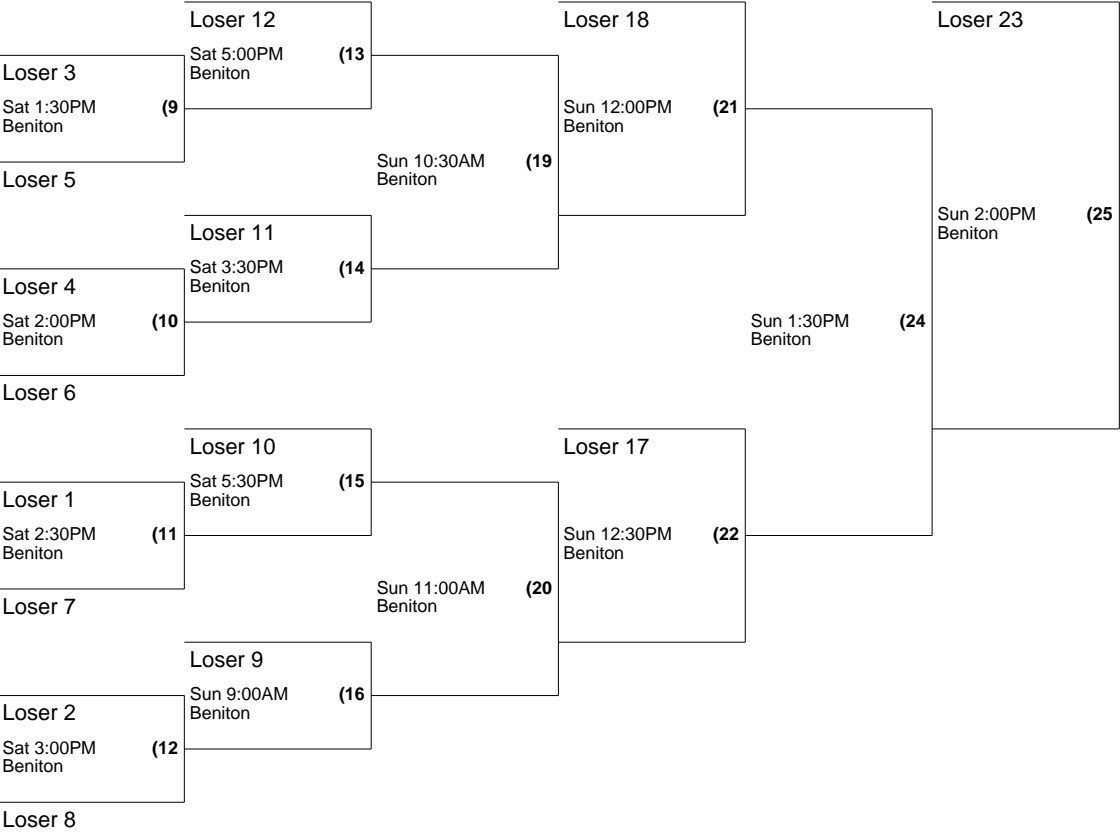 Loser 12
Sat 5:00PM (13
Beniton
Loser 18
Loser 23
Loser 3
Sat 1:30PM (9
Beniton
Loser 5
Sun 12:00PM (21
Beniton
Sun 10:30AM (19
Beniton
Loser 11
Sat 3:30PM (14
Beniton
Sun 2:00PM (25
Beniton
Loser 4
Sat 2:00PM (10
Beniton
Loser 6
Sun 1:30PM (24
Beniton
Loser 10
Sat 5:30PM (15
Beniton
Loser 17
Loser 1
Sat 2:30PM (11
Beniton
Loser 7
Sun 12:30PM (22
Beniton
Sun 11:00AM (20
Beniton
Loser 9
Sun 9:00AM (16
Beniton
Loser 2
Sat 3:00PM (12
Beniton
Loser 8